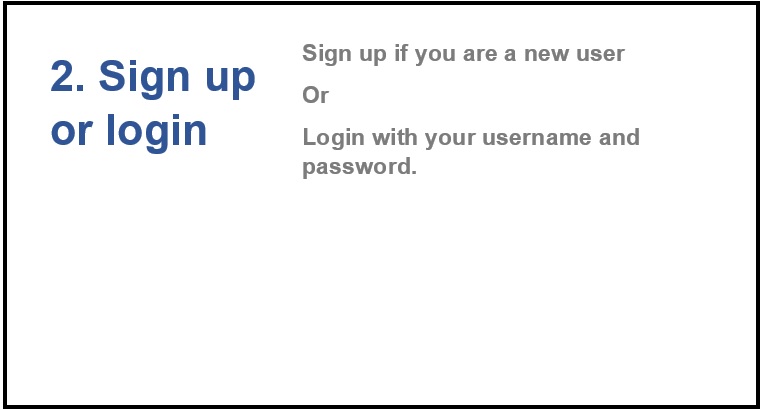 2. Sign up
or login
Sign up if you are a new user
Or
Login with your username and
password.